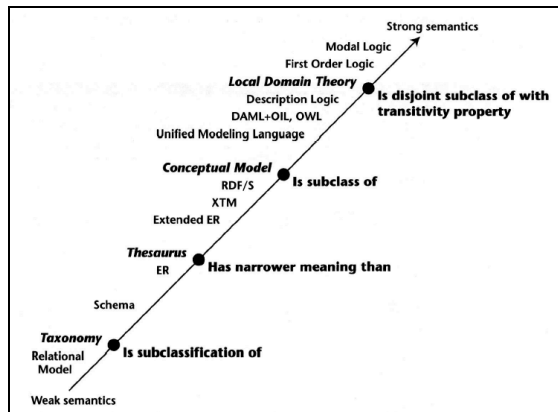 Strong semantics
Modal Logic
First Order Logic
Local Domain Theory
Is disjoint subclass of with
transitivity property
Description Logic
DAML+OIL, OWL
Unified Modeling Language
Conceptual Model
Is subclass of
RDF/S
XTM
Extended ER
Thesaurus
Has narrower meaning than
ER
Schema
Taxonomy
Is subclassification of
Relational
Model
Weak semantics